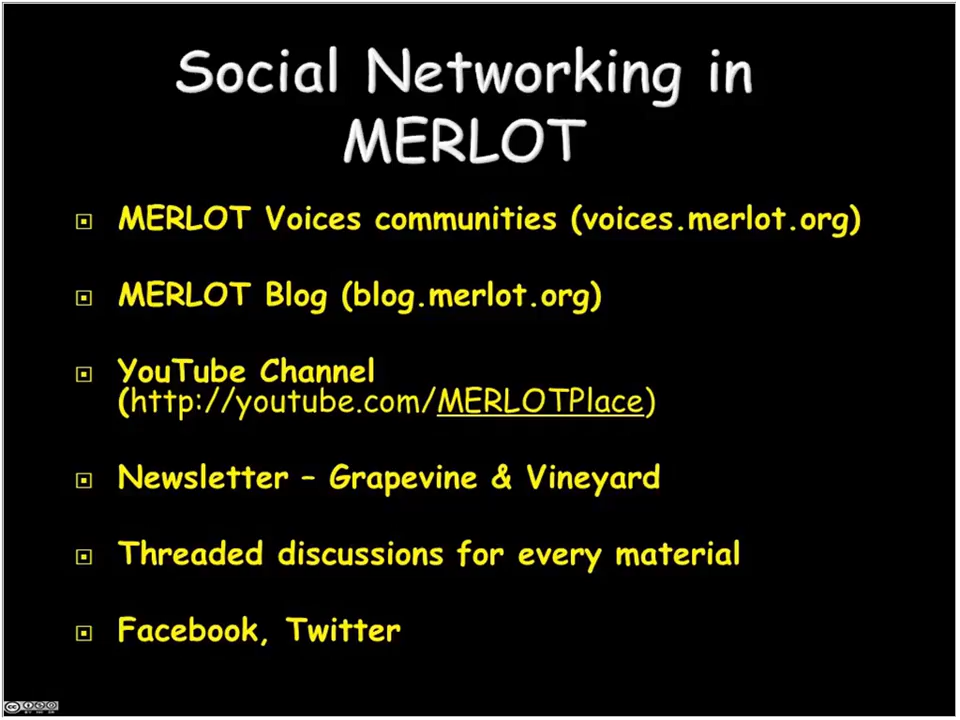 Social Networking in
MERLOT
MERLOT Voices communities (voices.merlot.org)
MERLOT Blog (blog.merlot.org)
YouTube Channel
(http://youtube.com/MERLOTPlace)
Newsletter – Grapevine & Vineyard
Threaded discussions for every material
Facebook, Twitter